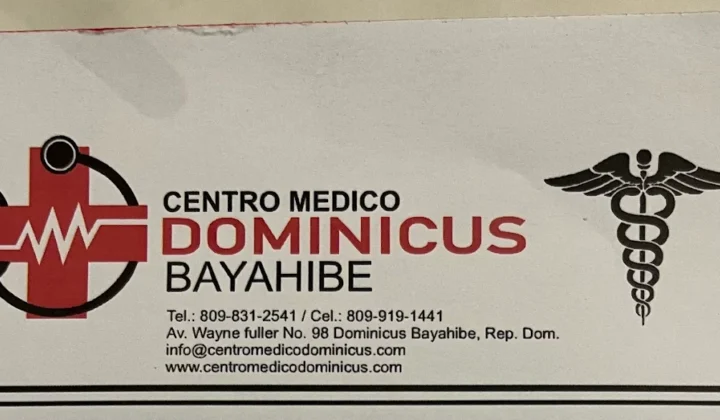 CENTRO MEDICO
DOMINICUS
BAYAHIBE
Tel.: 809-831-2541 / Cel.: 809-919-1441
Av. Wayne fuller No. 98 Dominicus Bayahibe, Rep. Dom.
info@centromedicodominicus.com
www.centromedicodominicus.com